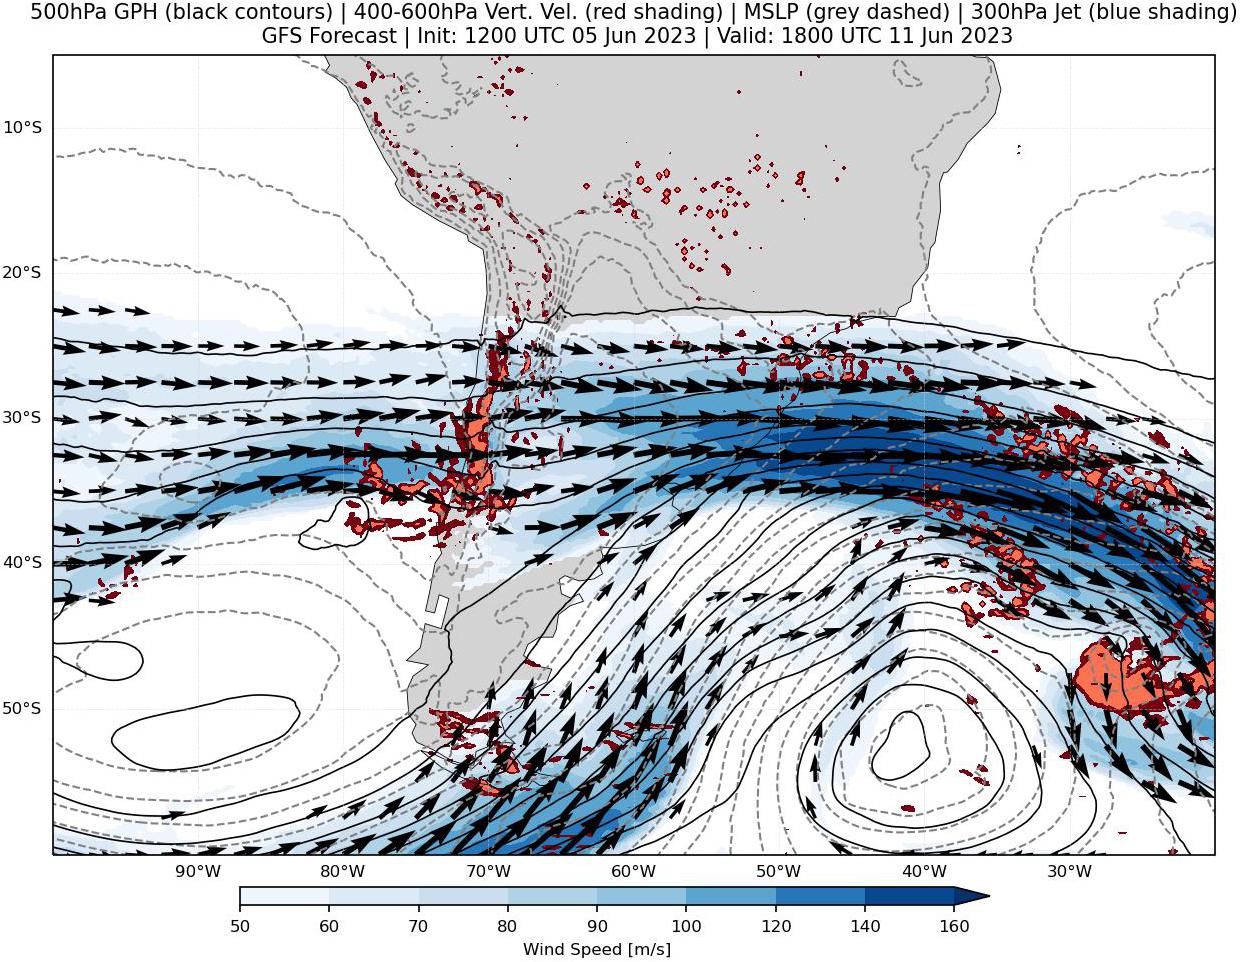 500hPa GPH (black contours) | 400-600hPa Vert. Vel. (red shading) | MSLP (grey dashed) | 300hPa Jet (blue shading)
GFS Forecast | Init: 1200 UTC 05 Jun 2023 | Valid: 1800 UTC 11 Jun 2023
10°S
20°S
30°S
40°S
50°S
90°W 80°W 70°W 60°W 50°W 40°W 30°W
50 60 70 80 90 100 120 140 160
Wind Speed [m/s]